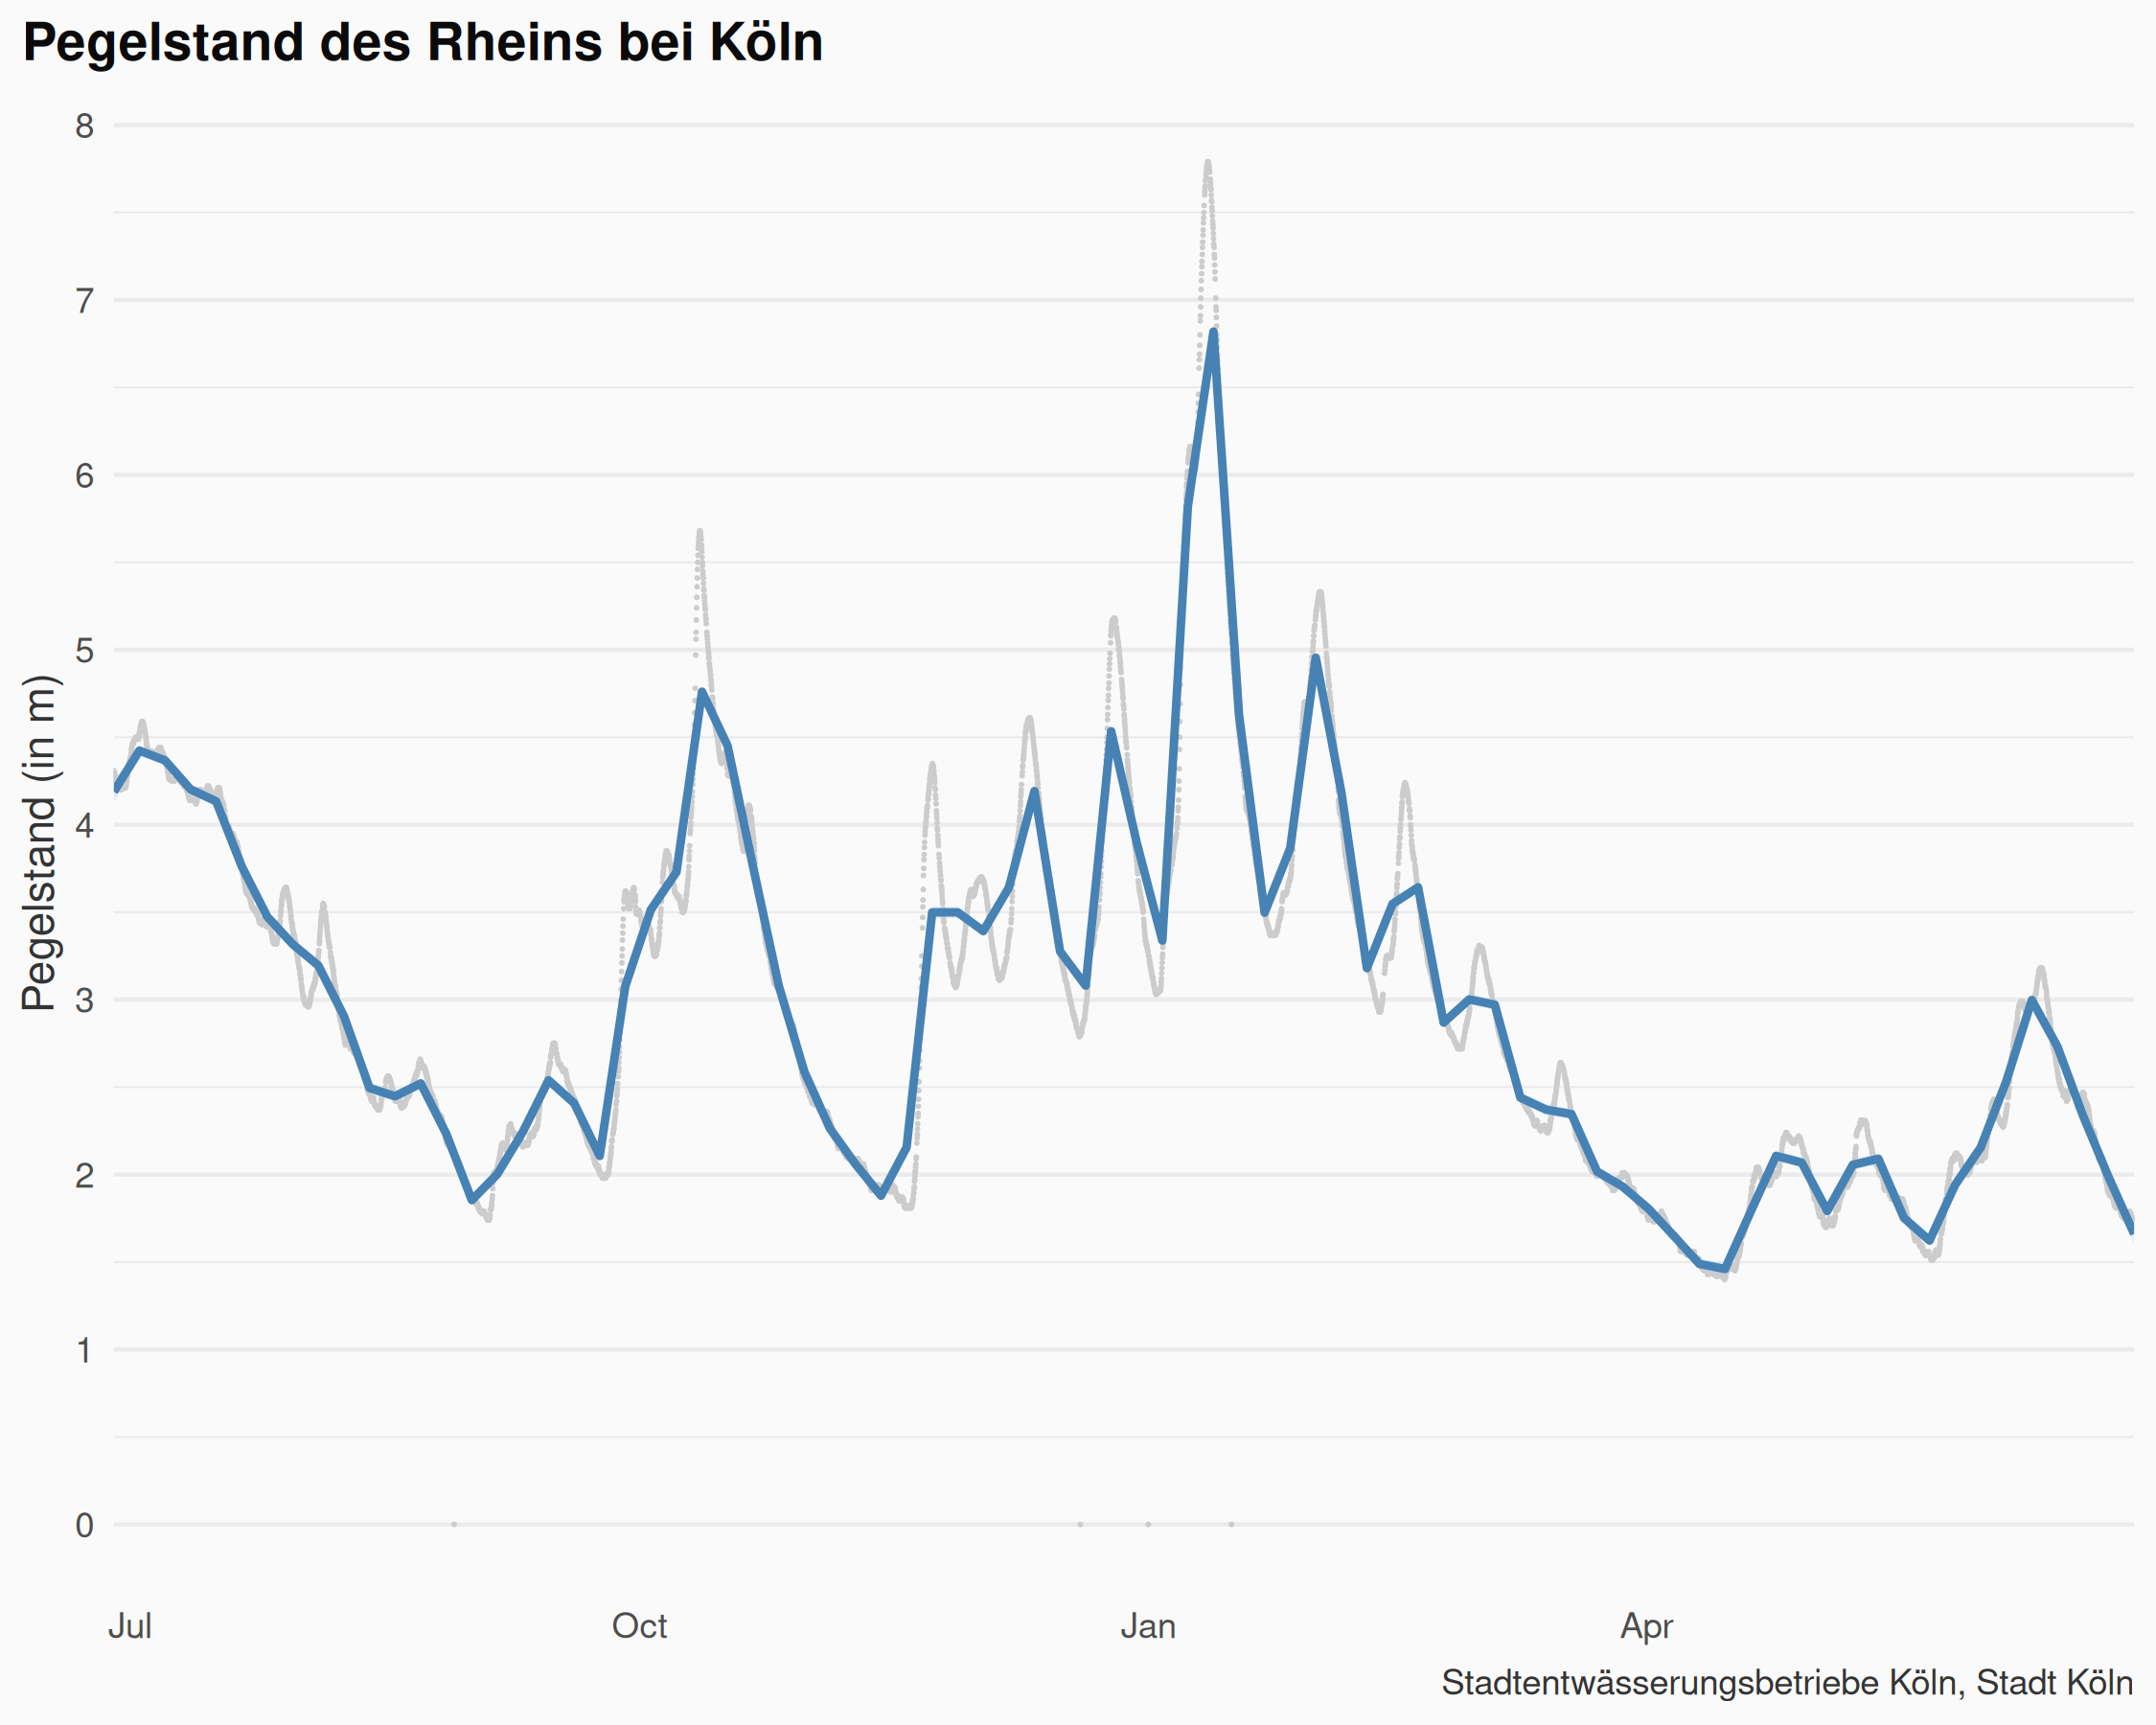 Pegelstand des Rheins bei Köln
Pegelstand (in m)
8
7
6
5
4
3
2
1
0
Jul Oct Jan Apr
Stadtentwässerungsbetriebe Köln, Stadt Köln